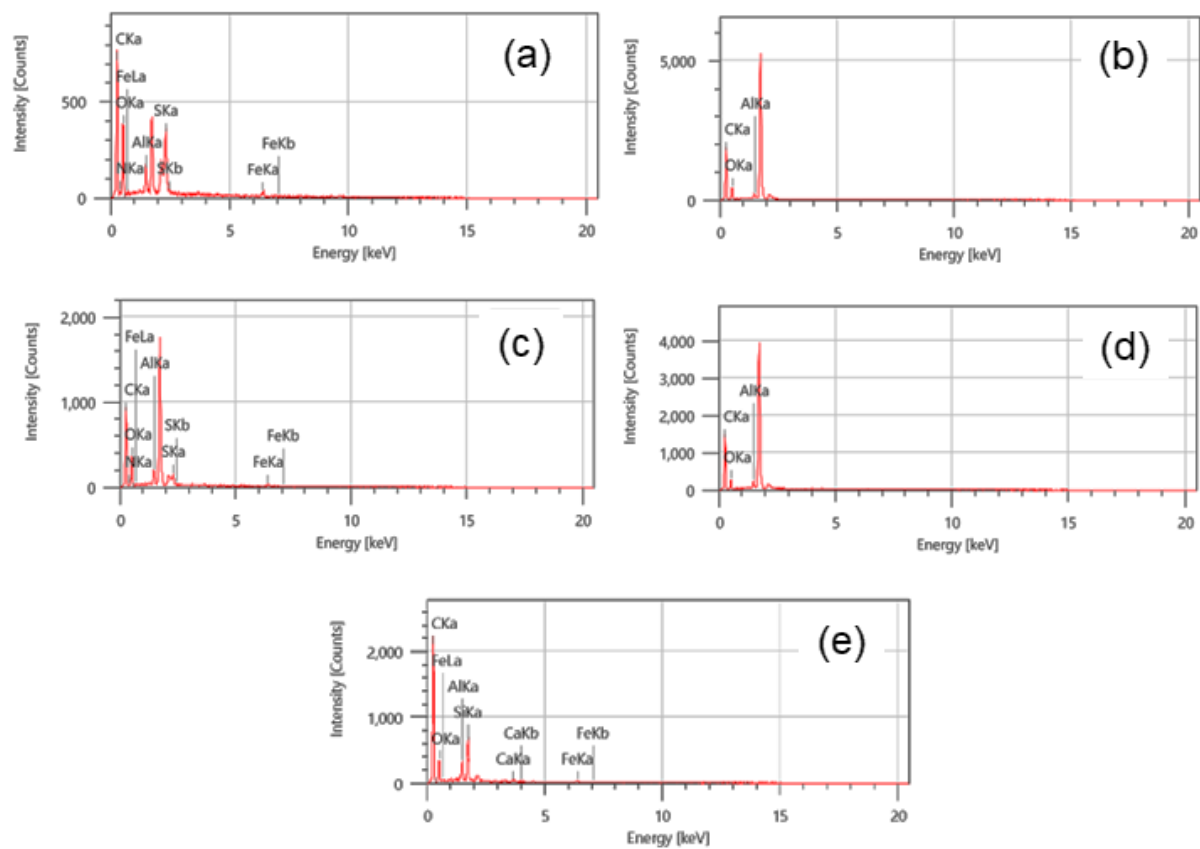 (a)
Intensity [Counts]
500
0
CKa
FeLa
OKa
SKa
AlKa
NKa
SKb
FeKb
FeKa
0 5 10 15 20
Energy [keV]
(b)
Intensity [Counts]
5,000
0
AlKa
CKa
OKa
0 5 10 15 20
Energy [keV]
(c)
Intensity [Counts]
2,000
1,000
0
FeLa
AlKa
CKa
SKb
OKa
FeKb
SKa
NKa
FeKa
0 5 10 15 20
Energy [keV]
(d)
Intensity [Counts]
4,000
3,000
2,000
1,000
0
AlKa
CKa
OKa
0 5 10 15 20
Energy [keV]
(e)
Intensity [Counts]
2,000
1,000
0
CKa
FeLa
AlKa
SiKa
OKa
CaKb
FeKb
CaKa
FeKa
0 5 10 15 20
Energy [keV]